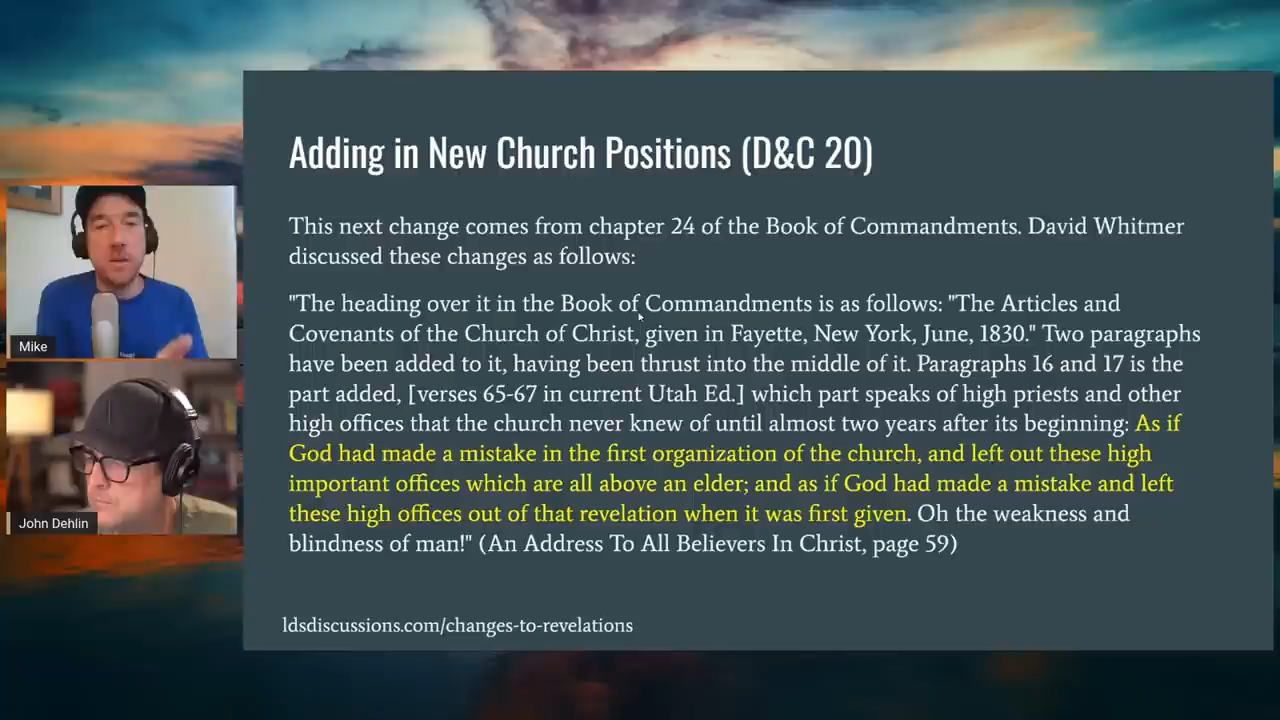 Adding in New Church Positions (D&C 20)
This next change comes from chapter 24 of the Book of Commandments. David Whitmer
discussed these changes as follows:
"The heading over it in the Book of Commandments is as follows: "The Articles and
Covenants of the Church of Christ, given in Fayette, New York, June, 1830." Two paragraphs
have been added to it, having been thrust into the middle of it. Paragraphs 16 and 17 is the
part added, [verses 65-67 in current Utah Ed.] which part speaks of high priests and other
high offices that the church never knew of until almost two years after its beginning: As if
God had made a mistake in the first organization of the church, and left out these high
important offices which are all above an elder; and as if God had made a mistake and left
these high offices out of that revelation when it was first given. Oh the weakness and
blindness of man!" (An Address To All Believers In Christ, page 59)
ldsdiscussions.com/changes-to-revelations
Mike
John Dehlin